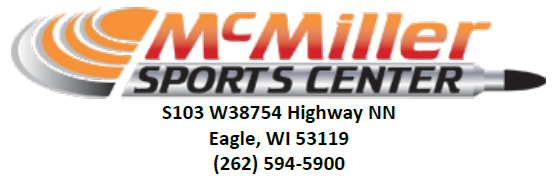 McMiller
SPORTS CENTER
S103 W38754 Highway NN
Eagle, WI 53119
(262) 594-5900